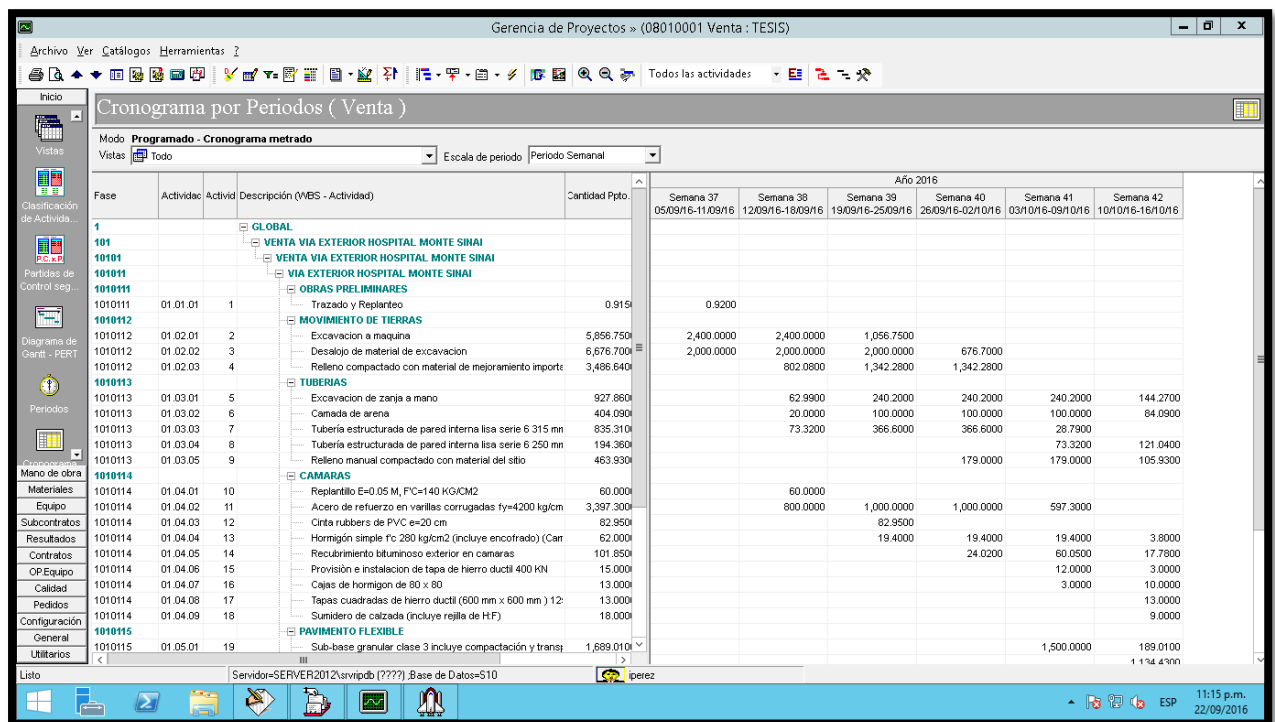 Gerencia de Proyectos » (08010001 Venta : TESIS)
Archivo Ver Catálogos Herramientas ?
Todos las actividades
Inicio
Vistas
Clasificación de Activida...
P.C. x P.
Partidas de Control seg...
Diagrama de Gantt - PERT
Periodos
Mano de obra
Materiales
Equipo
Subcontratos
Resultados
Contratos
OP.Equipo
Calidad
Pedidos
Configuración
General
Utilitarios
Cronograma por Periodos ( Venta )
Modo Programado - Cronograma metrado
Vistas Todo Escala de periodo Periodo Semanal
Año 2016
Fase Actividac Activid Descripción (WBS - Actividad) Cantidad Ppto. Semana 37 Semana 38 Semana 39 Semana 40 Semana 41 Semana 42
05/09/16-11/09/16 12/09/16-18/09/16 19/09/16-25/09/16 26/09/16-02/10/16 03/10/16-09/10/16 10/10/16-16/10/16
1 GLOBAL
101 VENTA VIA EXTERIOR HOSPITAL MONTE SINAI
10101 VENTA VIA EXTERIOR HOSPITAL MONTE SINAI
101011 VIA EXTERIOR HOSPITAL MONTE SINAI
1010111 OBRAS PRELIMINARES
1010111 01.01.01 1 Trazado y Replanteo 0.915 0.9200
1010112 MOVIMIENTO DE TIERRAS
1010112 01.02.01 2 Excavacion a maquina 5,856.750 2,400.0000 2,400.0000 1,056.7500
1010112 01.02.02 3 Desalojo de material de excavacion 6,676.700 2,000.0000 2,000.0000 2,000.0000 676.7000
1010112 01.02.03 4 Relleno compactado con material de mejoramiento importa 3,486.640 802.0800 1,342.2800 1,342.2800
1010113 TUBERIAS
1010113 01.03.01 5 Excavacion de zanja a mano 927.860 62.9900 240.2000 240.2000 240.2000 144.2700
1010113 01.03.02 6 Camada de arena 404.090 20.0000 100.0000 100.0000 100.0000 84.0900
1010113 01.03.03 7 Tubería estructurada de pared interna lisa serie 6 315 mm 835.310 73.3200 366.6000 366.6000 28.7900
1010113 01.03.04 8 Tubería estructurada de pared interna lisa serie 6 250 mm 194.360 73.3200 121.0400
1010113 01.03.05 9 Relleno manual compactado con material del sitio 463.930 179.0000 179.0000 105.9300
1010114 CAMARAS
1010114 01.04.01 10 Replantillo E=0.05 M, F'C=140 KG/CM2 60.000 60.0000
1010114 01.04.02 11 Acero de refuerzo en varillas corrugadas fy=4200 kg/cm 3,397.300 800.0000 1,000.0000 1,000.0000 597.3000
1010114 01.04.03 12 Cinta rubbers de PVC e=20 cm 82.950 82.9500
1010114 01.04.04 13 Hormigón simple f'c 280 kg/cm2 (incluye encofrado) (Cam 62.000 19.4000 19.4000 19.4000 3.8000
1010114 01.04.05 14 Recubrimiento bituminoso exterior en camaras 101.850 24.0200 60.0500 17.7800
1010114 01.04.06 15 Provisiòn e instalacion de tapa de hierro ductil 400 KN 15.000 12.0000 3.0000
1010114 01.04.07 16 Cajas de hormigon de 80 x 80 13.000 3.0000 10.0000
1010114 01.04.08 17 Tapas cuadradas de hierro ductil (600 mm x 600 mm ) 12 13.000 13.0000
1010114 01.04.09 18 Sumidero de calzada (incluye rejilla de H:F) 18.000 9.0000
1010115 PAVIMENTO FLEXIBLE
1010115 01.05.01 19 Sub-base granular clase 3 incluye compactación y transp 1,689.010 1,500.0000 189.0100
1,134.4300
Listo Servidor=SERVER2012\srvripdb (????) ;Base de Datos=S10 iperez
ESP 11:15 p.m.
22/09/2016